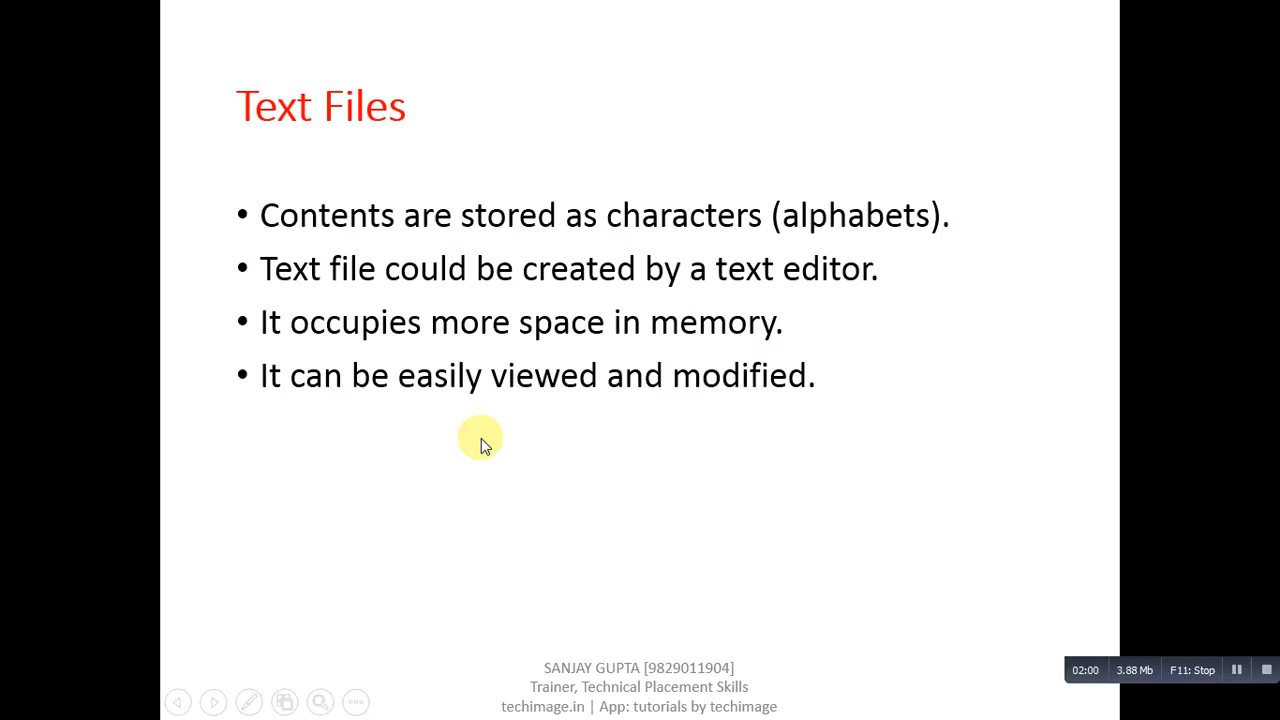 Text Files
• Contents are stored as characters (alphabets).
• Text file could be created by a text editor.
• It occupies more space in memory.
• It can be easily viewed and modified.
SANJAY GUPTA [9829011904]
Trainer, Technical Placement Skills
techimage.in | App: tutorials by techimage
02:00 3.88 Mb F11: Stop